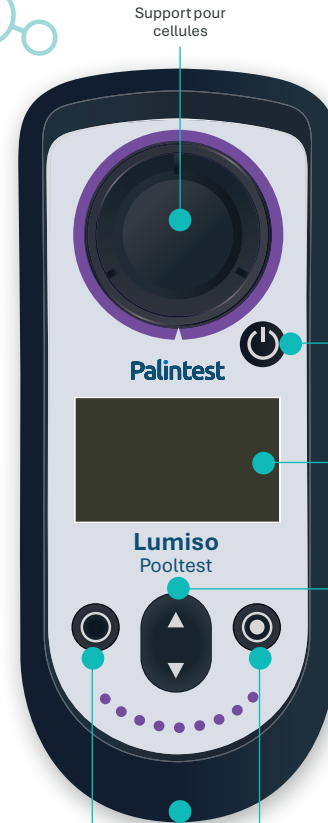 Support pour
cellules
Palintest
Lumiso
Pooltest